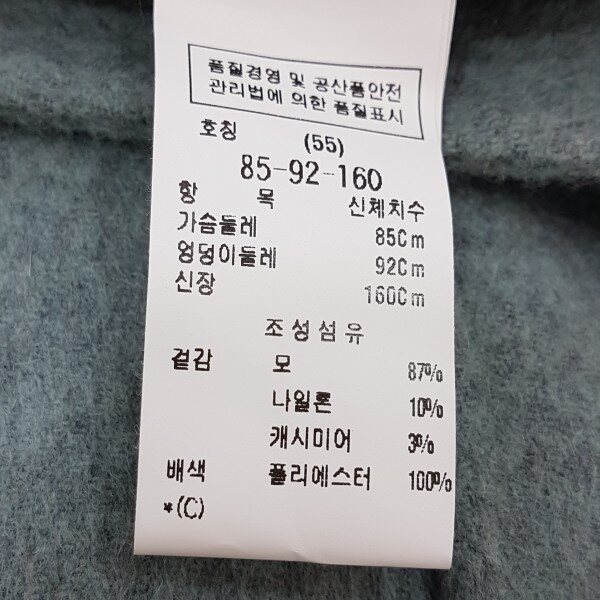 품질경영 및 공산품안전
관리법에 의한 품질표시
호칭 (55)
85-92-160
항 목 신체치수
가슴둘레 85Cm
엉덩이둘레 92Cm
신장 160Cm
조성섬유
겉감 모 87%
나일론 10%
캐시미어 3%
배색 폴리에스터 100%
*(C)